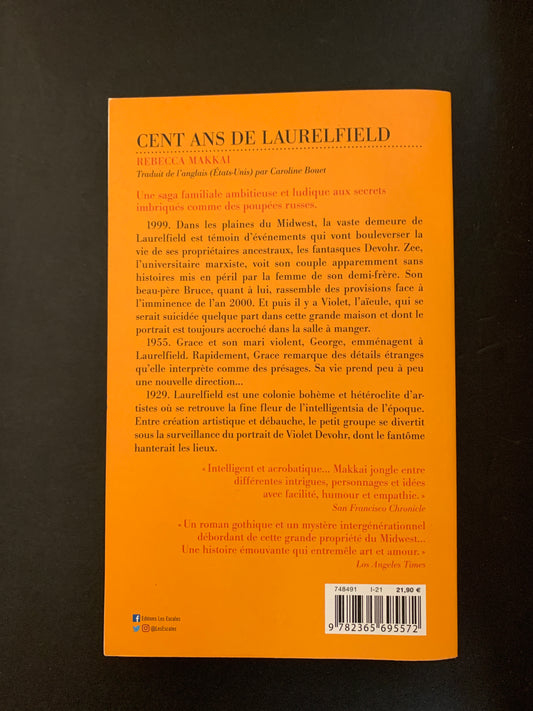 CENT ANS DE LAURELFIELD
REBECCA MAKKAI
Traduit de l'anglais (États-Unis) par Caroline Bouet
Une saga familiale ambitieuse et ludique aux secrets
imbriqués comme des poupées russes.
1999. Dans les plaines du Midwest, la vaste demeure de
Laurelfield est témoin d'événements qui vont bouleverser la
vie de ses propriétaires ancestraux, les fantasques Devohr. Zee,
l'universitaire marxiste, voit son couple apparemment sans
histoires mis en péril par la femme de son demi-frère. Son
beau-père Bruce, quant à lui, rassemble des provisions face à
l'imminence de l'an 2000. Et puis il y a Violet, l'aïeule, qui se
serait suicidée quelque part dans cette grande maison et dont le
portrait est toujours accroché dans la salle à manger.
1955. Grace et son mari violent, George, emménagent à
Laurelfield. Rapidement, Grace remarque des détails étranges
qu'elle interprète comme des présages. Sa vie prend peu à peu
une nouvelle direction...
1929. Laurelfield est une colonie bohème et hétéroclite d'ar-
tistes où se retrouve la fine fleur de l'intelligentsia de l'époque.
Entre création artistique et débauche, le petit groupe se divertit
sous la surveillance du portrait de Violet Devohr, dont le fantôme
hanterait les lieux.
« Intelligent et acrobatique... Makkai jongle entre
différentes intrigues, personnages et idées
avec facilité, humour et empathie. »
San Francisco Chronicle
« Un roman gothique et un mystère intergénérationnel
débordant de cette grande propriété du Midwest...
Une histoire émouvante qui entremêle art et amour. »
Los Angeles Times
748491 I-21 21,90 €
9 782365 695572
Editions Les Escales
@LesEscales